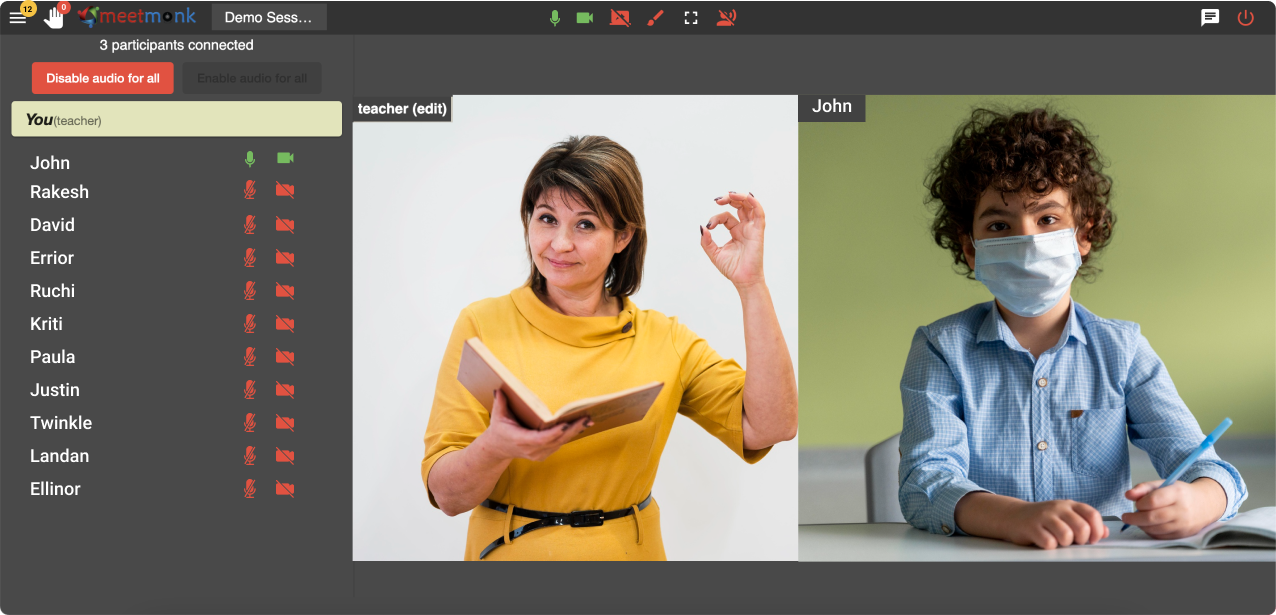 12
0
meetmonk
Demo Sess...
3 participants connected
Disable audio for all
Enable audio for all
You(teacher)
John
Rakesh
David
Errior
Ruchi
Kriti
Paula
Justin
Twinkle
Landan
Ellinor
teacher (edit)
John